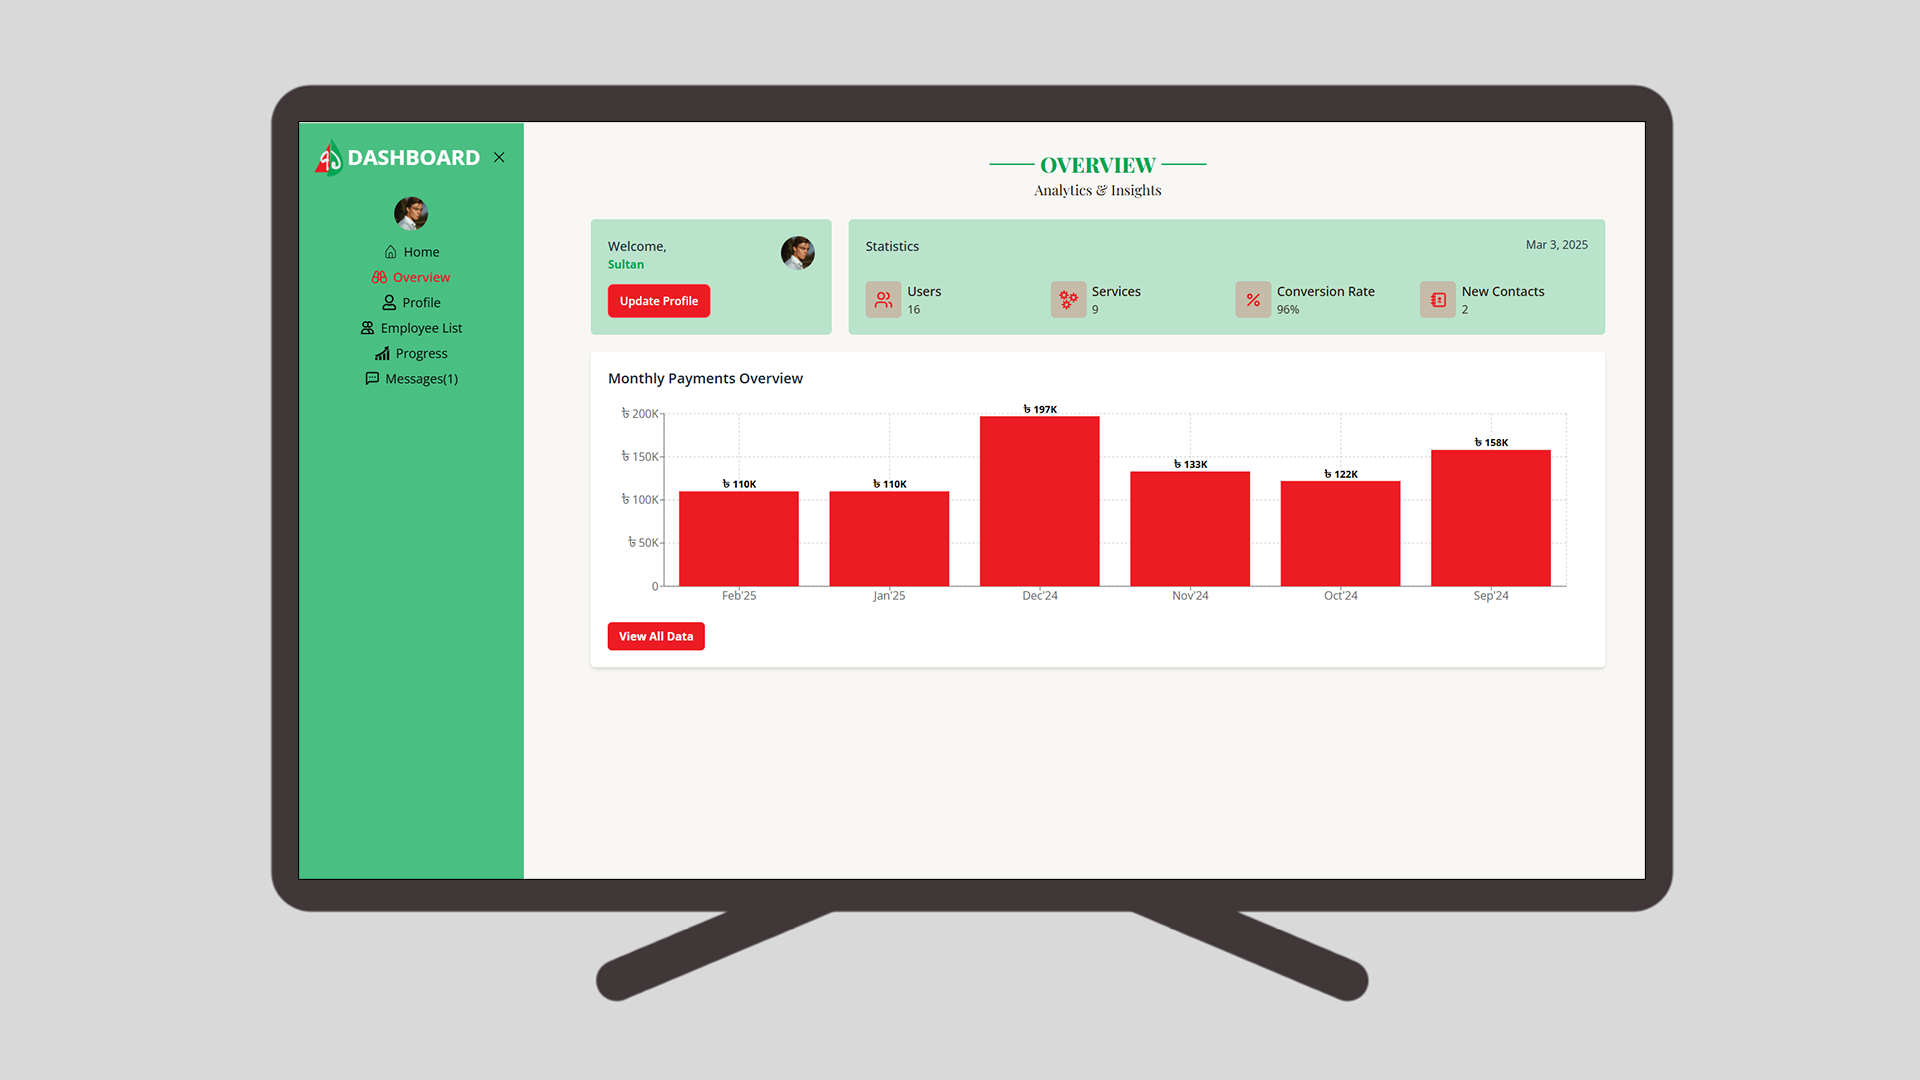 DASHBOARD
Home
Overview
Profile
Employee List
Progress
Messages(1)
OVERVIEW
Analytics & Insights
Welcome,
Sultan
Update Profile
Statistics
Mar 3, 2025
Users
16
Services
9
Conversion Rate
96%
New Contacts
2
Monthly Payments Overview
৳ 200K
৳ 150K
৳ 100K
৳ 50K
0
৳ 110K
৳ 110K
৳ 197K
৳ 133K
৳ 122K
৳ 158K
Feb'25
Jan'25
Dec'24
Nov'24
Oct'24
Sep'24
View All Data